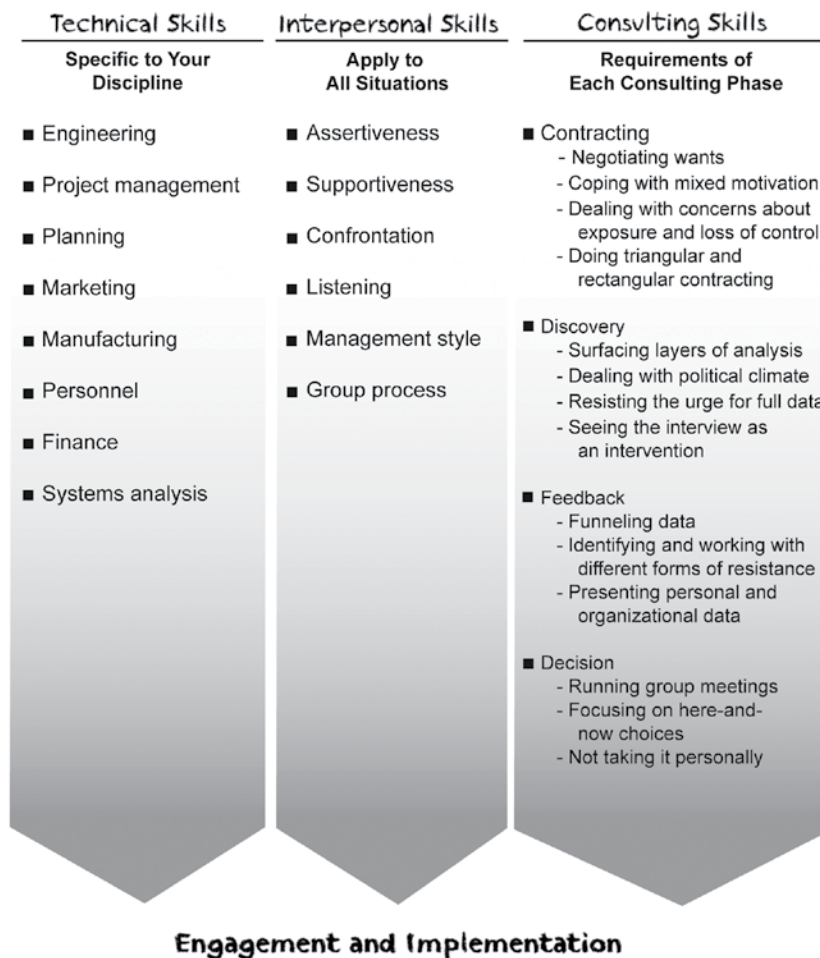 Technical Skills
Specific to Your
Discipline
■ Engineering
■ Project management
■ Planning
■ Marketing
■ Manufacturing
■ Personnel
■ Finance
■ Systems analysis
Interpersonal Skills
Apply to
All Situations
■ Assertiveness
■ Supportiveness
■ Confrontation
■ Listening
■ Management style
■ Group process
Consulting Skills
Requirements of
Each Consulting Phase
■ Contracting
- Negotiating wants
- Coping with mixed motivation
- Dealing with concerns about
exposure and loss of control
- Doing triangular and
rectangular contracting
■ Discovery
- Surfacing layers of analysis
- Dealing with political climate
- Resisting the urge for full data
- Seeing the interview as
an intervention
■ Feedback
- Funneling data
- Identifying and working with
different forms of resistance
- Presenting personal and
organizational data
■ Decision
- Running group meetings
- Focusing on here-and-
now choices
- Not taking it personally
Engagement and Implementation